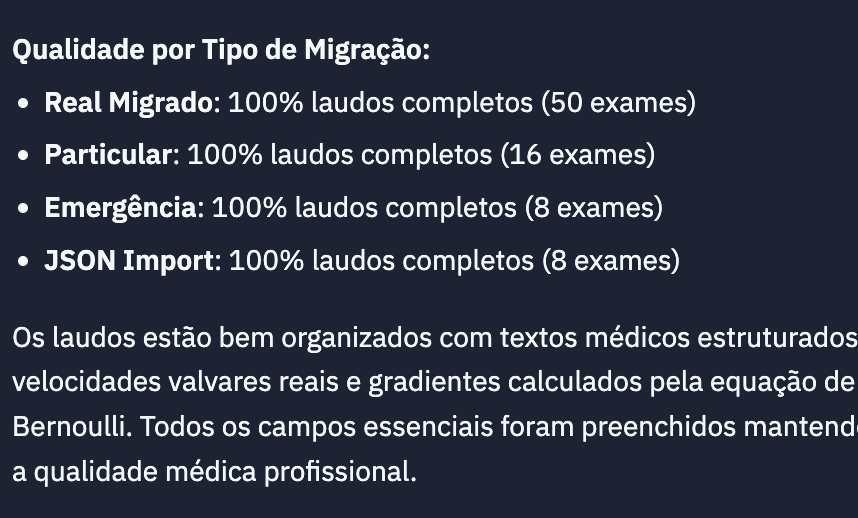 Qualidade por Tipo de Migração:
• Real Migrado: 100% laudos completos (50 exames)
• Particular: 100% laudos completos (16 exames)
• Emergência: 100% laudos completos (8 exames)
• JSON Import: 100% laudos completos (8 exames)
Os laudos estão bem organizados com textos médicos estruturados
velocidades valvares reais e gradientes calculados pela equação de
Bernoulli. Todos os campos essenciais foram preenchidos mantend
a qualidade médica profissional.